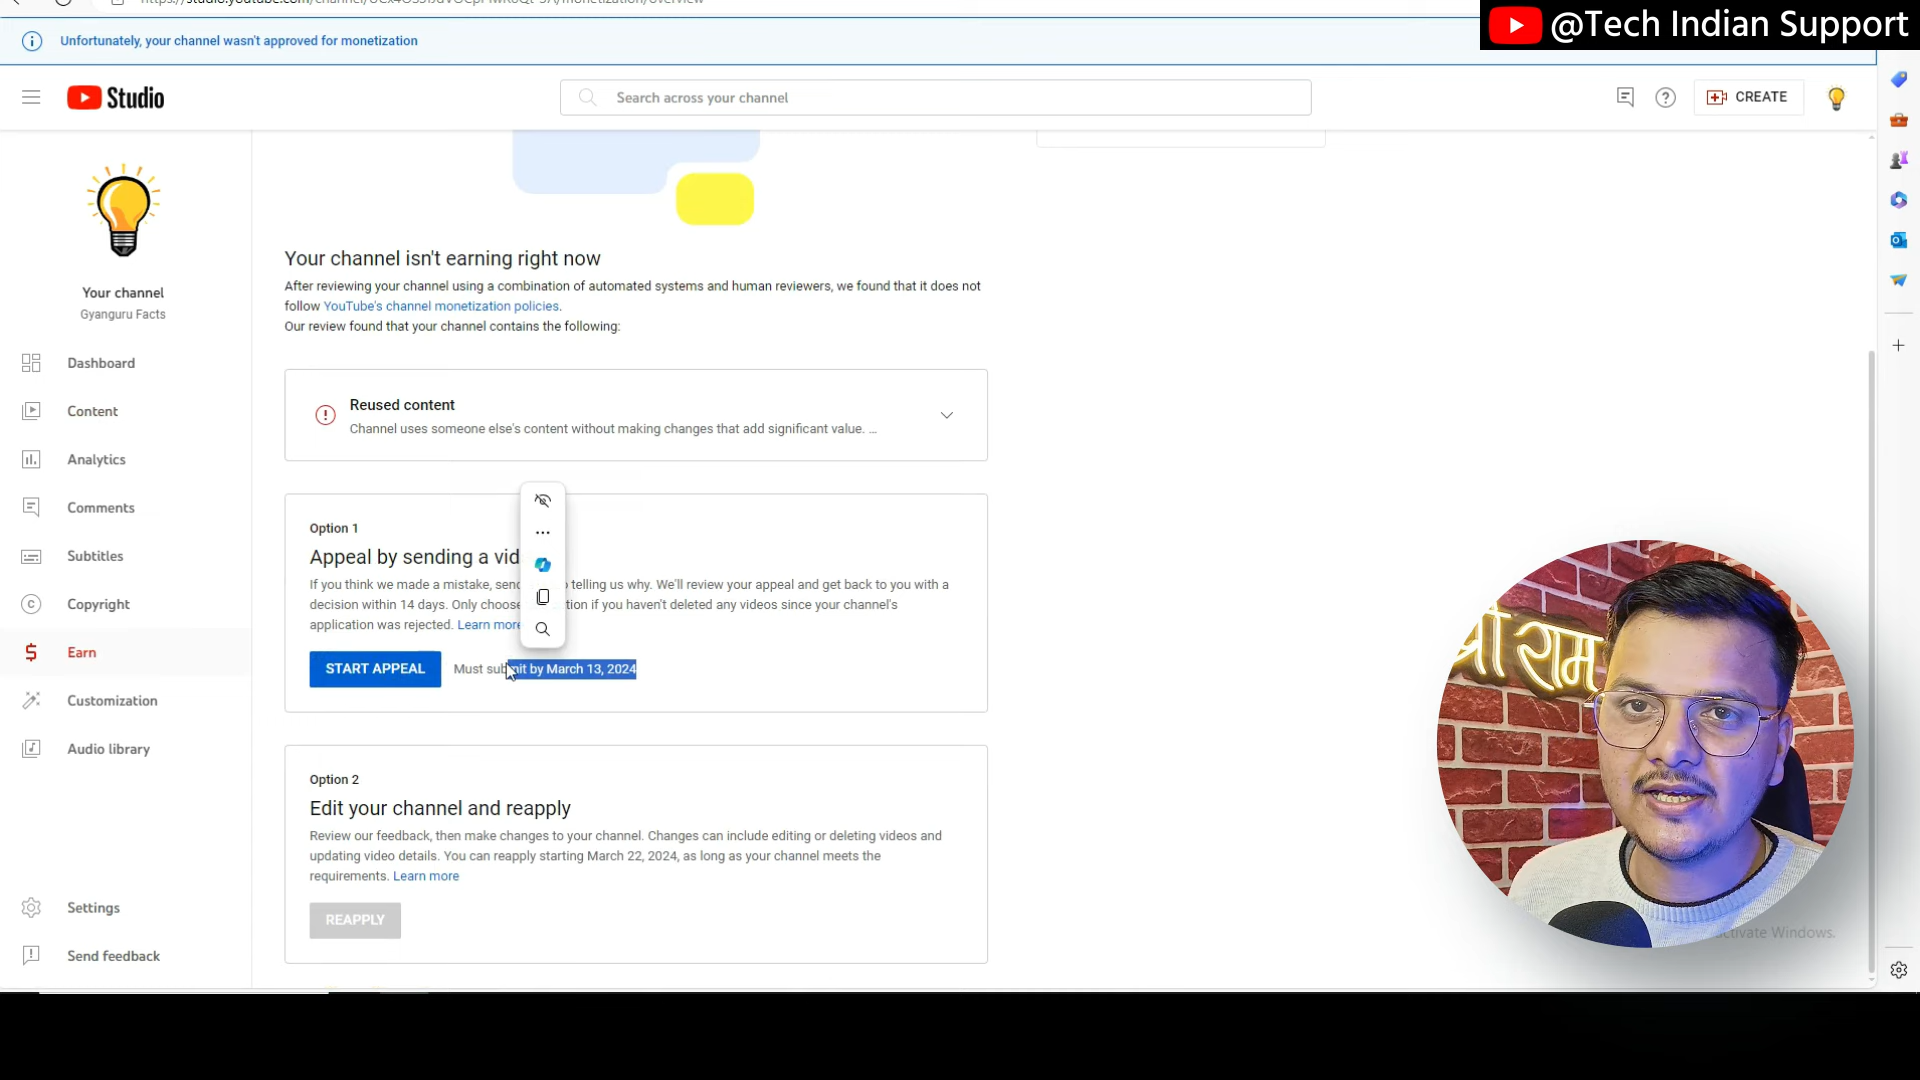 @Tech Indian Support
Unfortunately, your channel wasn't approved for monetization
Studio
Search across your channel
CREATE
Your channel
Gyanguru Facts
Dashboard
Content
Analytics
Comments
Subtitles
Copyright
Earn
Customization
Audio library
Settings
Send feedback
Your channel isn't earning right now
After reviewing your channel using a combination of automated systems and human reviewers, we found that it does not
follow YouTube's channel monetization policies.
Our review found that your channel contains the following:
Reused content
Channel uses someone else's content without making changes that add significant value. ...
Option 1
Appeal by sending a vid
If you think we made a mistake, send telling us why. We'll review your appeal and get back to you with a
decision within 14 days. Only choose tion if you haven't deleted any videos since your channel's
application was rejected. Learn more
START APPEAL
Must submit by March 13, 2024
Option 2
Edit your channel and reapply
Review our feedback, then make changes to your channel. Changes can include editing or deleting videos and
updating video details. You can reapply starting March 22, 2024, as long as your channel meets the
requirements. Learn more
REAPPLY
श्री राम
ctivate Windows.